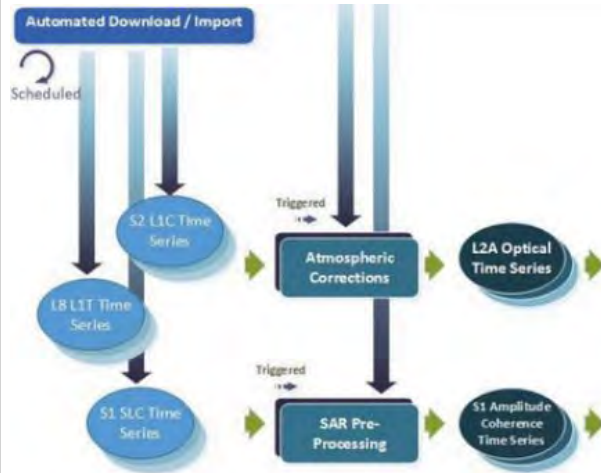 Automated Download / Import
Scheduled
S2 L1C Time
Series
Triggered
Atmospheric
Corrections
L2A Optical
Time Series
L8 L1T Time
Series
Triggered
S1 SLC Time
Series
SAR Pre-
Processing
S1 Amplitude
Coherence
Time Series